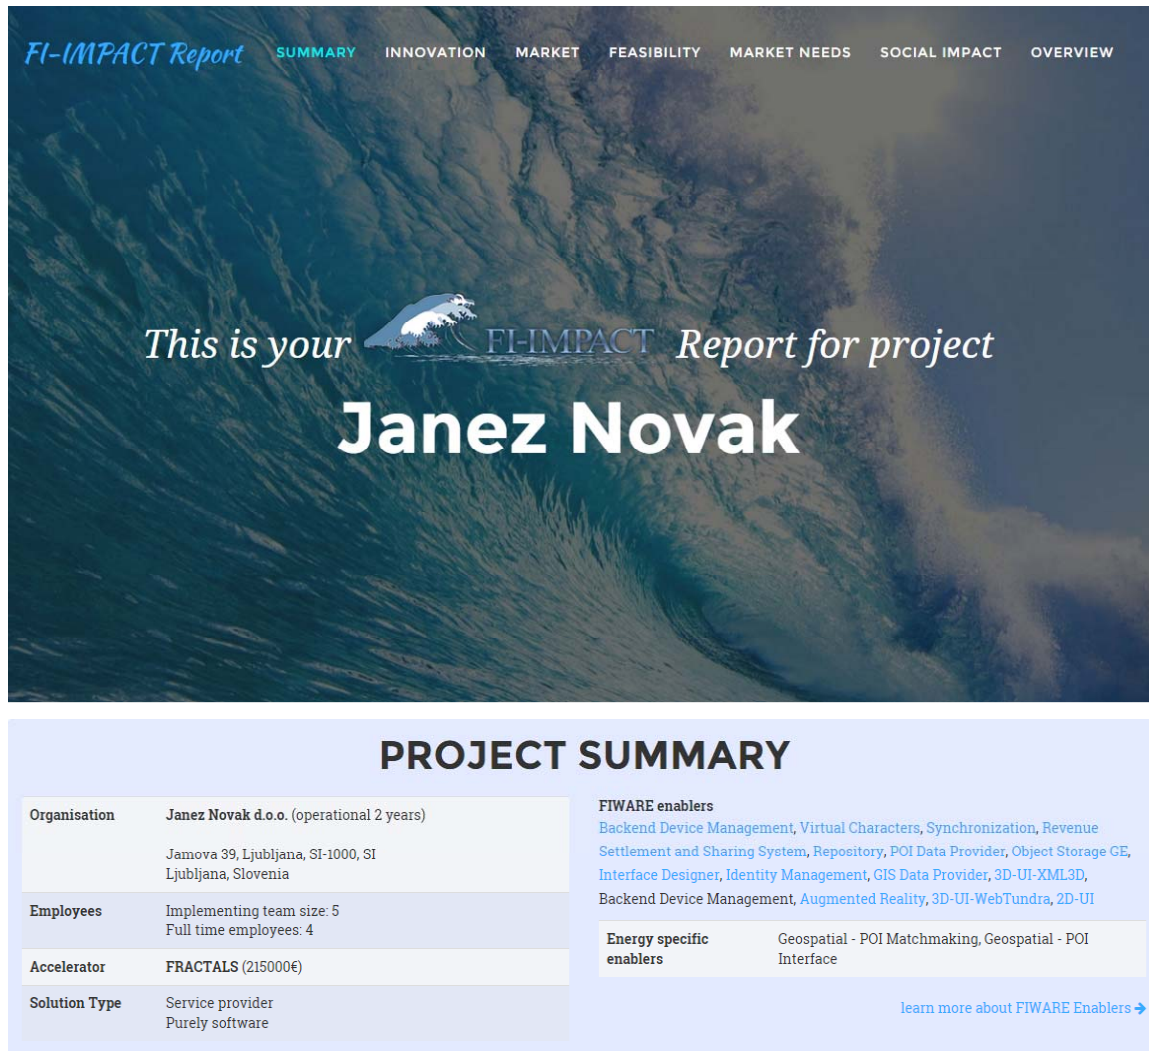 FI-IMPACT Report SUMMARY INNOVATION MARKET FEASIBILITY MARKET NEEDS SOCIAL IMPACT OVERVIEW
This is your FI-IMPACT Report for project
Janez Novak
PROJECT SUMMARY
Organisation Janez Novak d.o.o. (operational 2 years)
Jamova 39, Ljubljana, SI-1000, SI
Ljubljana, Slovenia
Employees Implementing team size: 5
Full time employees: 4
Accelerator FRACTALS (215000€)
Solution Type Service provider
Purely software
FIWARE enablers
Backend Device Management, Virtual Characters, Synchronization, Revenue
Settlement and Sharing System, Repository, POI Data Provider, Object Storage GE,
Interface Designer, Identity Management, GIS Data Provider, 3D-UI-XML3D,
Backend Device Management, Augmented Reality, 3D-UI-WebTundra, 2D-UI
Energy specific Geospatial - POI Matchmaking, Geospatial - POI
enablers Interface
learn more about FIWARE Enablers →